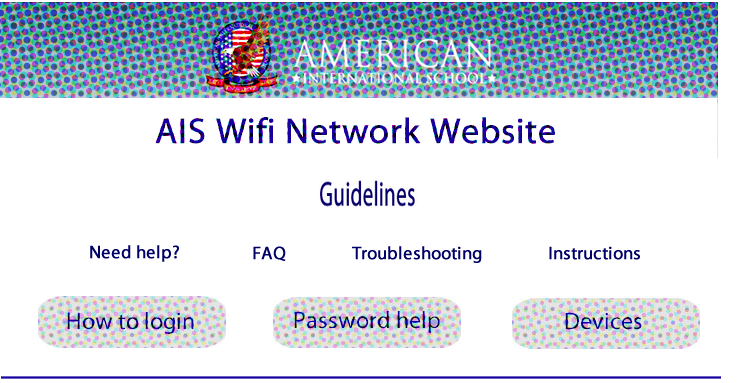 AMERICAN
★INTERNATIONAL SCHOOL★
AIS Wifi Network Website
Guidelines
Need help? FAQ Troubleshooting Instructions
How to login Password help Devices